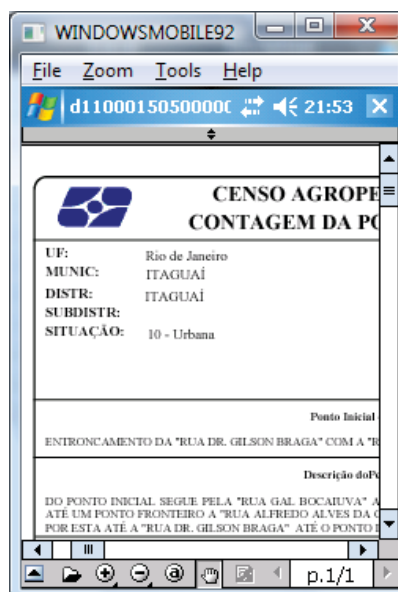 WINDOWSMOBILE92
File Zoom Tools Help
d1100015050000 21:53
CENSO AGROPE
CONTAGEM DA PO
UF: Rio de Janeiro
MUNIC: ITAGUAÍ
DISTR: ITAGUAÍ
SUBDISTR:
SITUAÇÃO: 10 - Urbana
Ponto Inicial
ENTRONCAMENTO DA "RUA DR. GILSON BRAGA" COM A "R
Descrição doPe
DO PONTO INICIAL SEGUE PELA "RUA GAL BOCAIUVA" A
ATÉ UM PONTO FRONTEIRO A "RUA ALFREDO ALVES DA
POR ESTA ATÉ A "RUA DR. GILSON BRAGA" ATÉ O PONTO
p.1/1